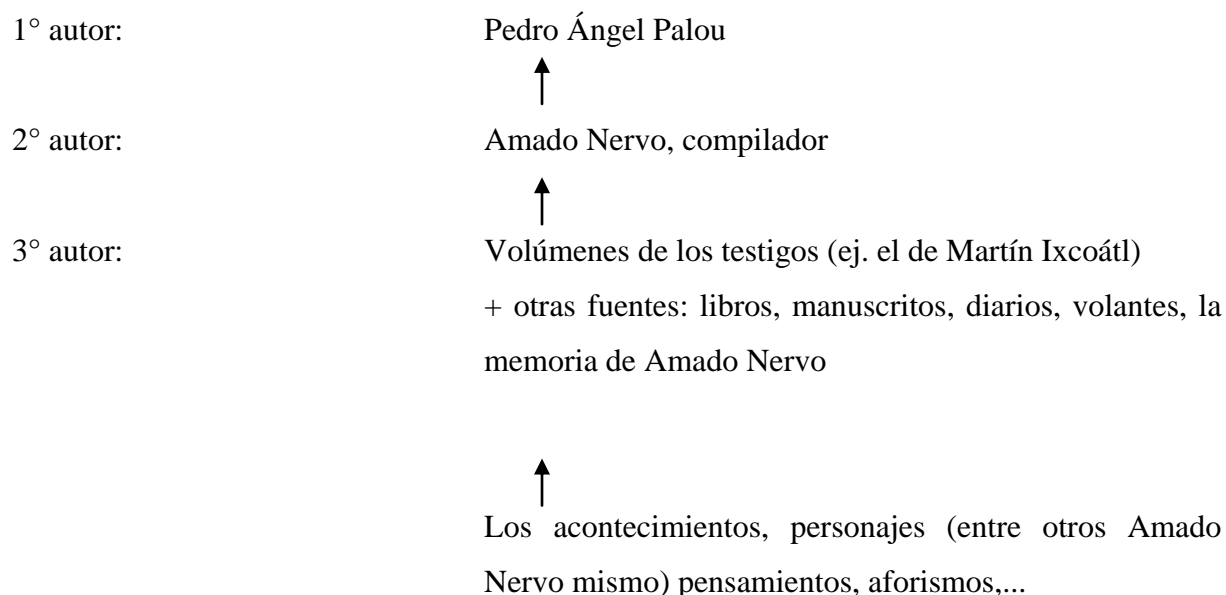 1° autor: Pedro Ángel Palou
2° autor: Amado Nervo, compilador
3° autor: Volúmenes de los testigos (ej. el de Martín Ixcoátl)
+ otras fuentes: libros, manuscritos, diarios, volantes, la
memoria de Amado Nervo
Los acontecimientos, personajes (entre otros Amado
Nervo mismo) pensamientos, aforismos,...